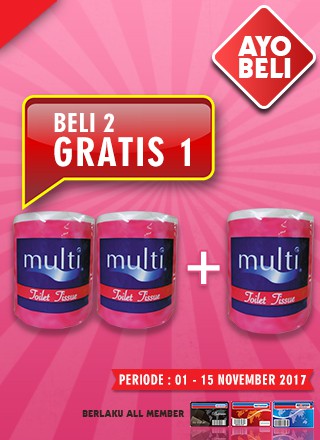 AYO
BELI
BELI 2
GRATIS 1
multi
Toilet Tissue
multi
Toilet Tissue
+
multi
Toilet Tissue
PERIODE : 01 - 15 NOVEMBER 2017
BERLAKU ALL MEMBER